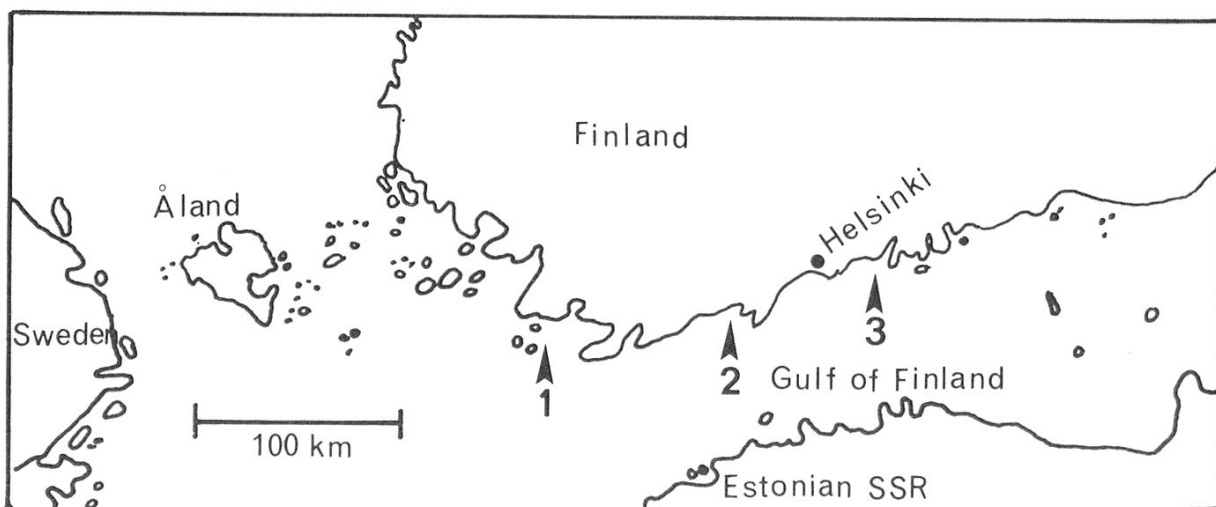 Finland
Åland
Helsinki
Sweden
3
2
1
Gulf of Finland
100 km
Estonian SSR